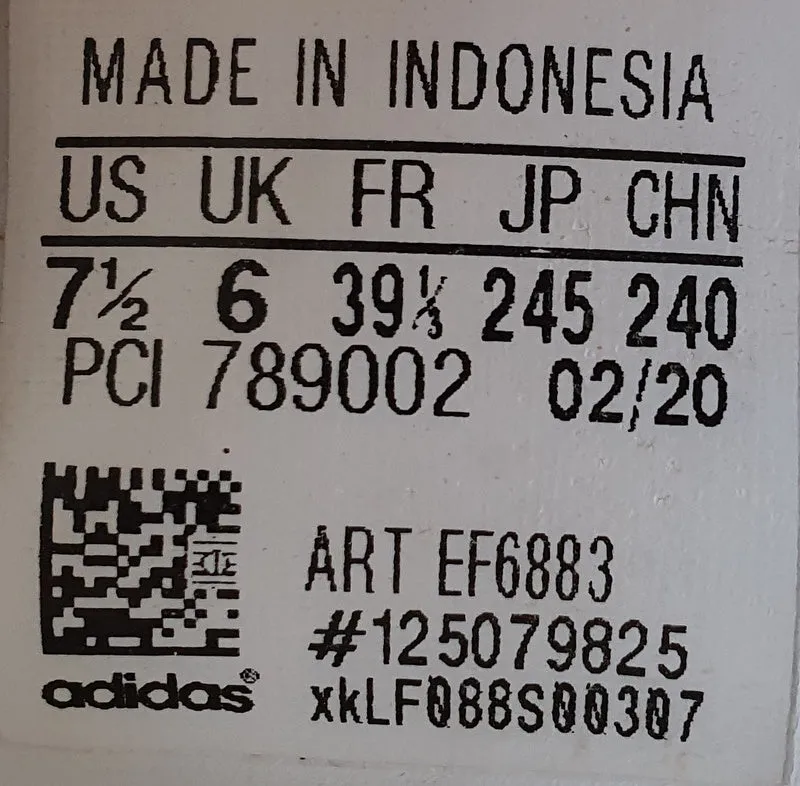 MADE IN INDONESIA
US UK FR JP CHN
7½ 6 39⅓ 245 240
PCI 789002 02/20
ART EF6883
#125079825
adidas®
xkLF088S00307